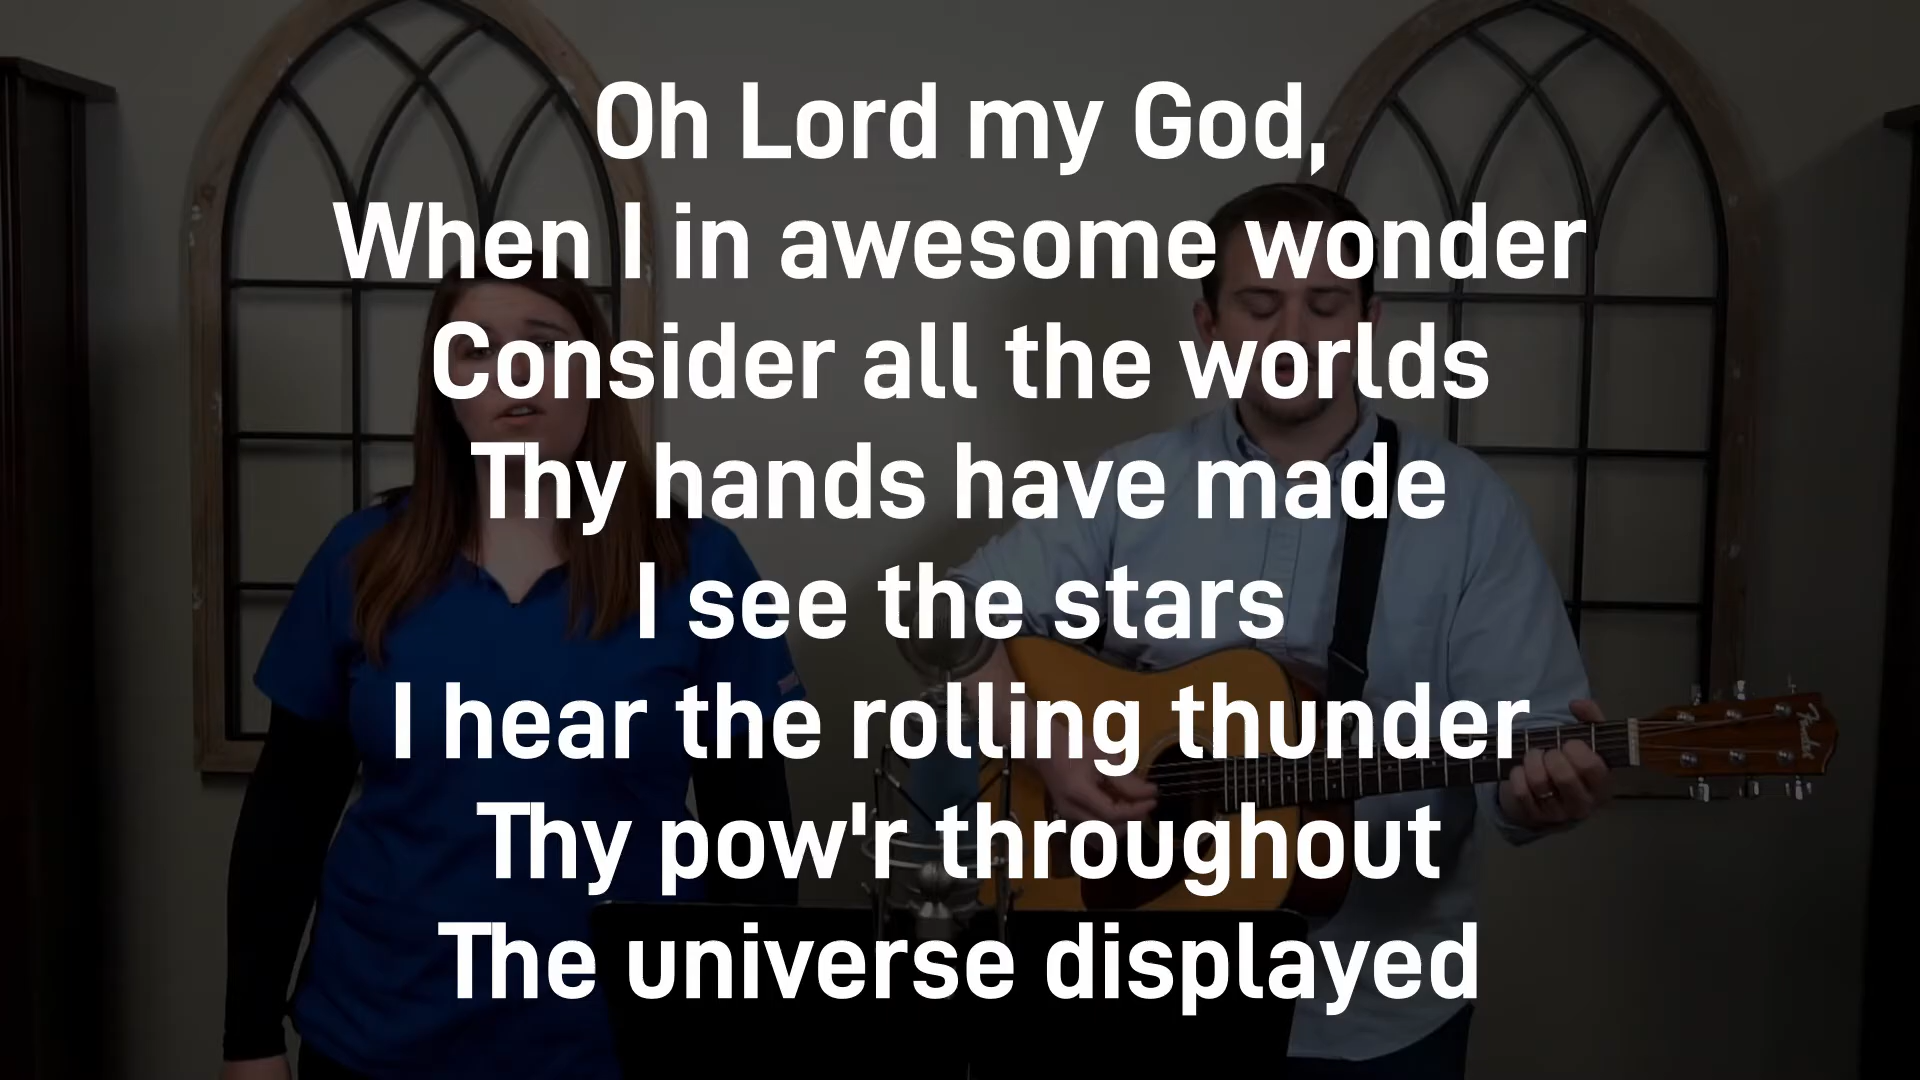 Oh Lord my God,
When I in awesome wonder
Consider all the worlds
Thy hands have made
I see the stars
I hear the rolling thunder
Thy pow'r throughout
The universe displayed
Fender